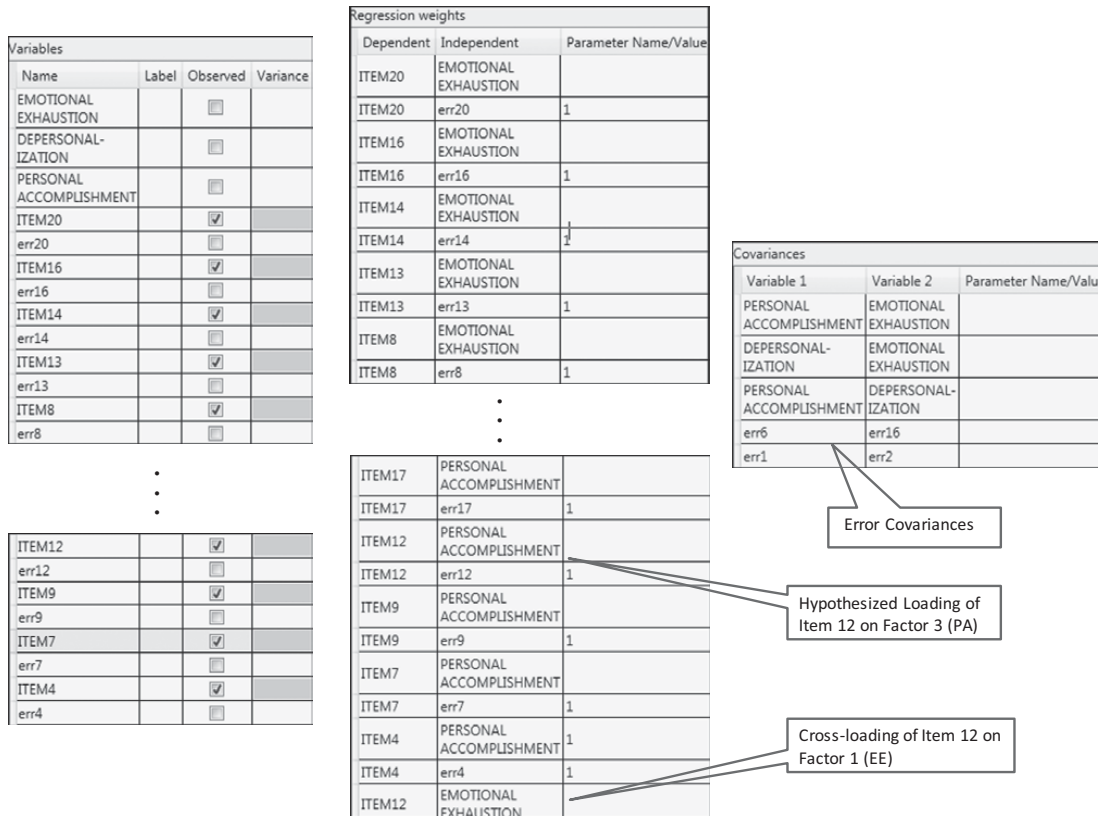 Variables
Name Label Observed Variance
EMOTIONAL
EXHAUSTION
DEPERSONAL-
IZATION
PERSONAL
ACCOMPLISHMENT
ITEM20
err20
ITEM16
err16
ITEM14
err14
ITEM13
err13
ITEM8
err8
ITEM12
err12
ITEM9
err9
ITEM7
err7
ITEM4
err4
Regression weights
Dependent Independent Parameter Name/Value
ITEM20 EMOTIONAL
EXHAUSTION
ITEM20 err20 1
ITEM16 EMOTIONAL
EXHAUSTION
ITEM16 err16 1
ITEM14 EMOTIONAL
EXHAUSTION
ITEM14 err14 1
ITEM13 EMOTIONAL
EXHAUSTION
ITEM13 err13 1
ITEM8 EMOTIONAL
EXHAUSTION
ITEM8 err8 1
ITEM17 PERSONAL
ACCOMPLISHMENT
ITEM17 err17 1
ITEM12 PERSONAL
ACCOMPLISHMENT
ITEM12 err12 1
ITEM9 PERSONAL
ACCOMPLISHMENT
ITEM9 err9 1
ITEM7 PERSONAL
ACCOMPLISHMENT
ITEM7 err7 1
ITEM4 PERSONAL
ACCOMPLISHMENT 1
ITEM4 err4 1
ITEM12 EMOTIONAL
EXHAUSTION
Covariances
Variable 1 Variable 2 Parameter Name/Valu
PERSONAL EMOTIONAL
ACCOMPLISHMENT EXHAUSTION
DEPERSONAL- EMOTIONAL
IZATION EXHAUSTION
PERSONAL DEPERSONAL-
ACCOMPLISHMENT IZATION
err6 err16
err1 err2
Error Covariances
Hypothesized Loading of
Item 12 on Factor 3 (PA)
Cross-loading of Item 12 on
Factor 1 (EE)